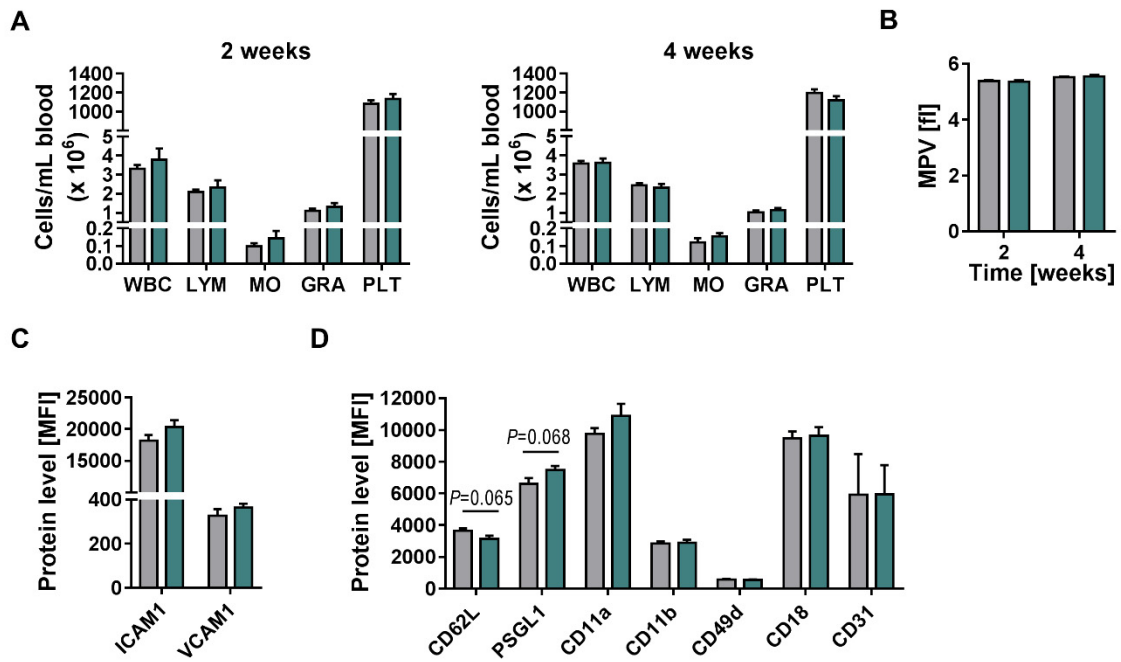 A
2 weeks
Cells/mL blood
(x 10⁶)
1400
1200
1000
5
4
3
2
1
0.2
0.1
0.0
WBC LYM MO GRA PLT
4 weeks
Cells/mL blood
(x 10⁶)
1400
1200
1000
5
4
3
2
1
0.2
0.1
0.0
WBC LYM MO GRA PLT
B
MPV [fl]
6
4
2
0
2 4
Time [weeks]
C
Protein level [MFI]
25000
20000
15000
400
200
0
ICAM1 VCAM1
D
Protein level [MFI]
12000
10000
8000
6000
4000
2000
0
P=0.065
P=0.068
CD62L PSGL1 CD11a CD11b CD49d CD18 CD31